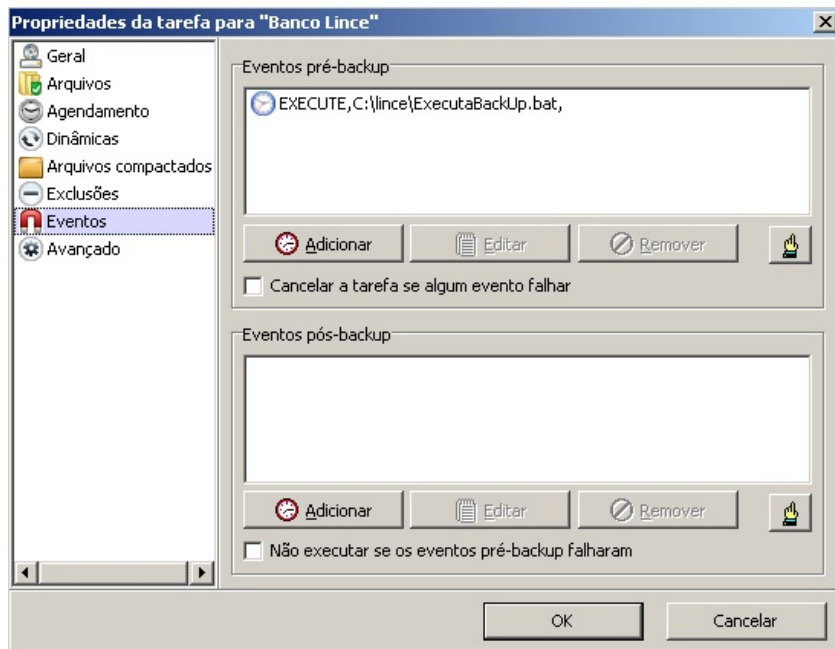 Propriedades da tarefa para "Banco Lince"
Geral
Arquivos
Agendamento
Dinâmicas
Arquivos compactados
Exclusões
Eventos
Avançado
Eventos pré-backup
EXECUTE,C:\lince\ExecutaBackUp.bat,
Adicionar Editar Remover
Cancelar a tarefa se algum evento falhar
Eventos pós-backup
Adicionar Editar Remover
Não executar se os eventos pré-backup falharam
OK Cancelar